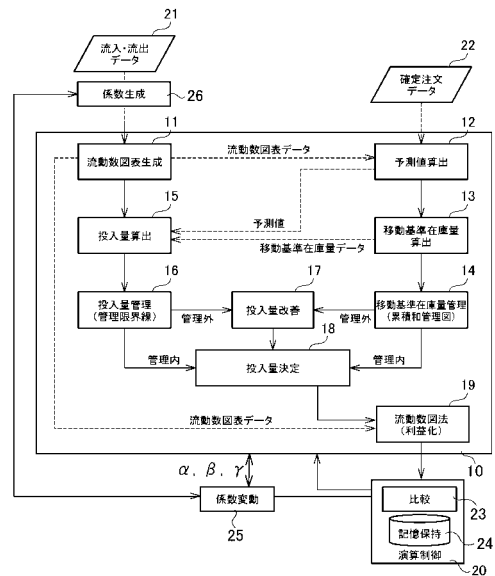 21
流入・流出
データ
22
確定注文
データ
係数生成
26
11
流動数図表データ
12
流動数図表生成
予測値算出
15
予測値
13
投入量算出
移動基準在庫量データ
移動基準在庫量
算出
16
17
14
投入量管理
(管理限界線)
管理外
投入量改善
管理外
移動基準在庫量管理
(累積和管理図)
18
管理内
投入量決定
管理内
19
流動数図表データ
流動数図法
(利益化)
10
α, β, γ
係数変動
25
比較
23
記憶保持
24
演算制御
20